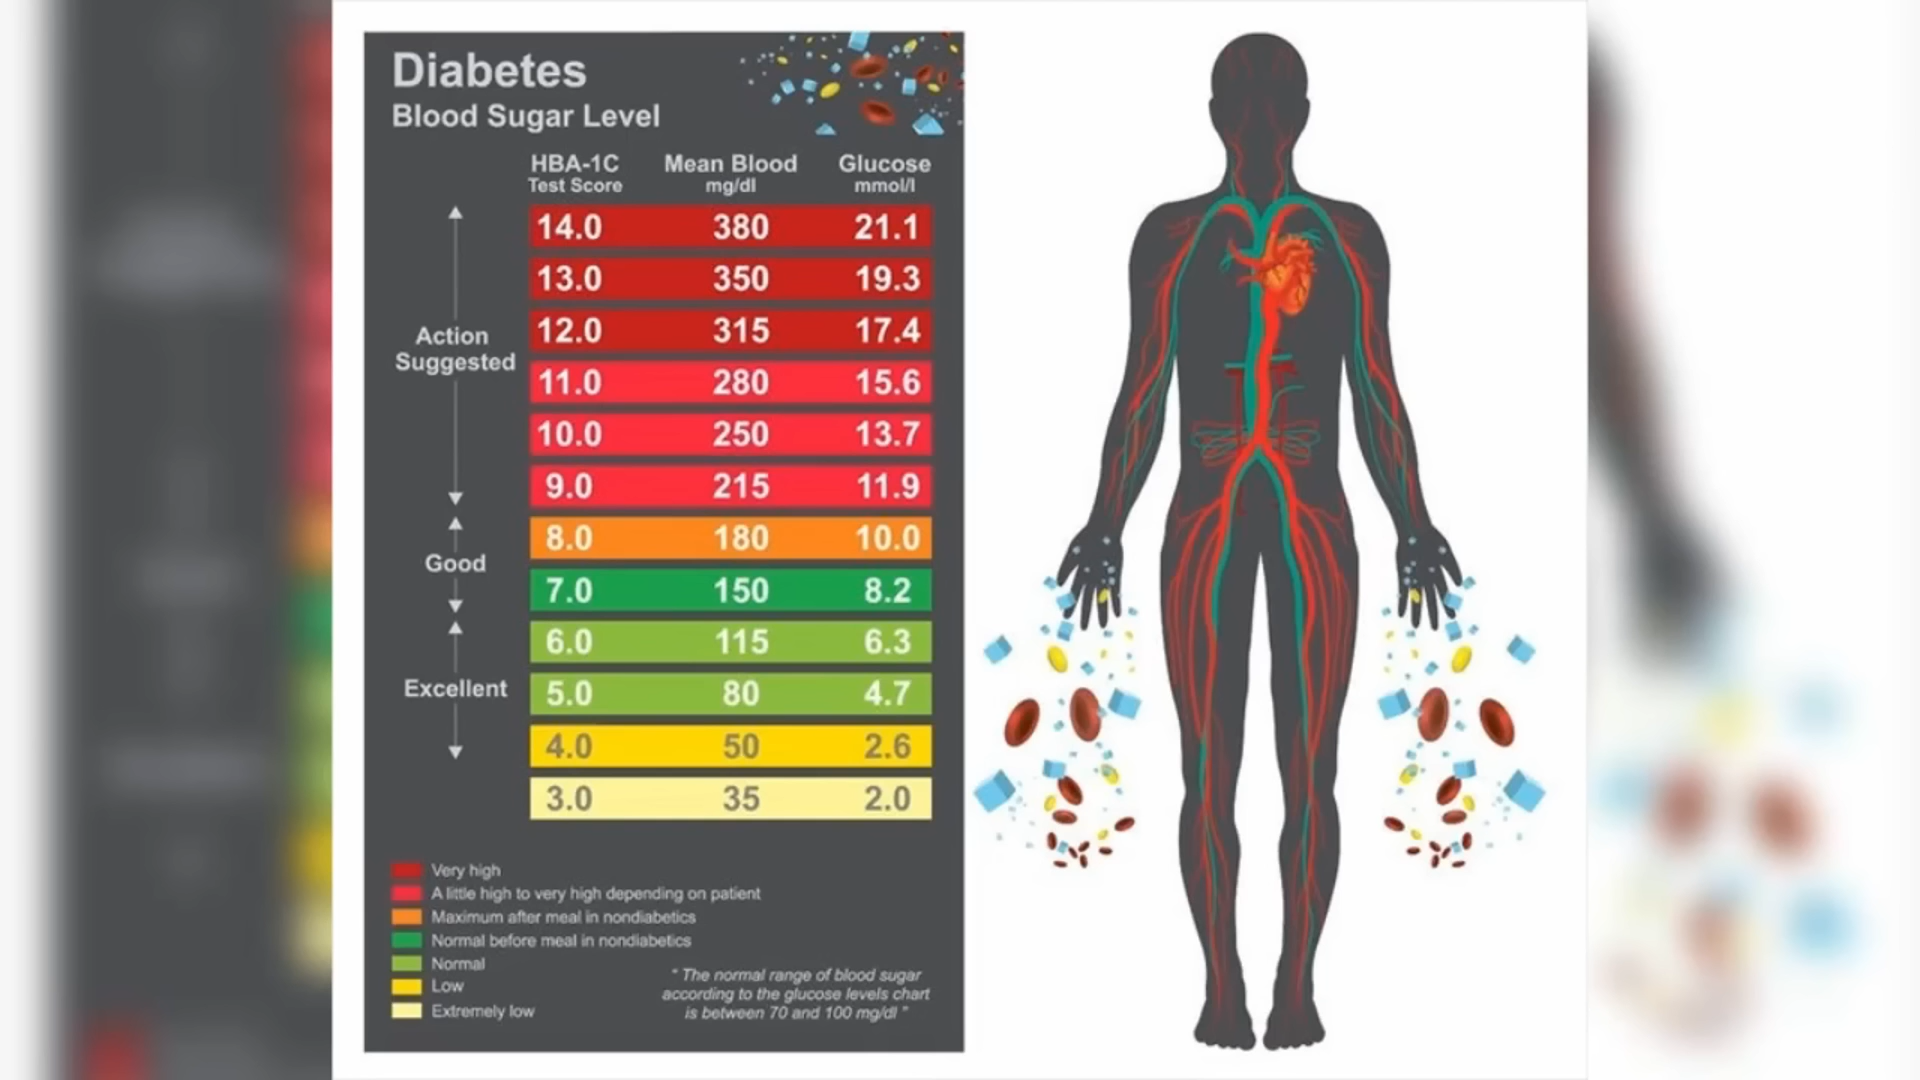 Diabetes
Blood Sugar Level
HBA-1C Mean Blood Glucose
Test Score mg/dl mmol/l
14.0 380 21.1
13.0 350 19.3
12.0 315 17.4
Action
Suggested
11.0 280 15.6
10.0 250 13.7
9.0 215 11.9
8.0 180 10.0
Good
7.0 150 8.2
6.0 115 6.3
Excellent
5.0 80 4.7
4.0 50 2.6
3.0 35 2.0
Very high
A little high to very high depending on patient
Maximum after meal in nondiabetics
Normal before meal in nondiabetics
Normal
Low
Extremely low
" The normal range of blood sugar
according to the glucose levels chart
is between 70 and 100 mg/dl "